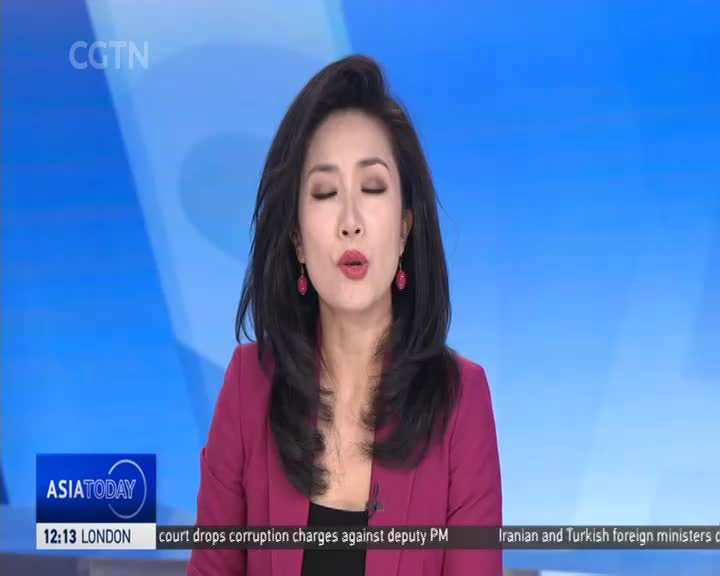 CGTN
ASIATODAY
12:13 LONDON
court drops corruption charges against deputy PM Iranian and Turkish foreign ministers